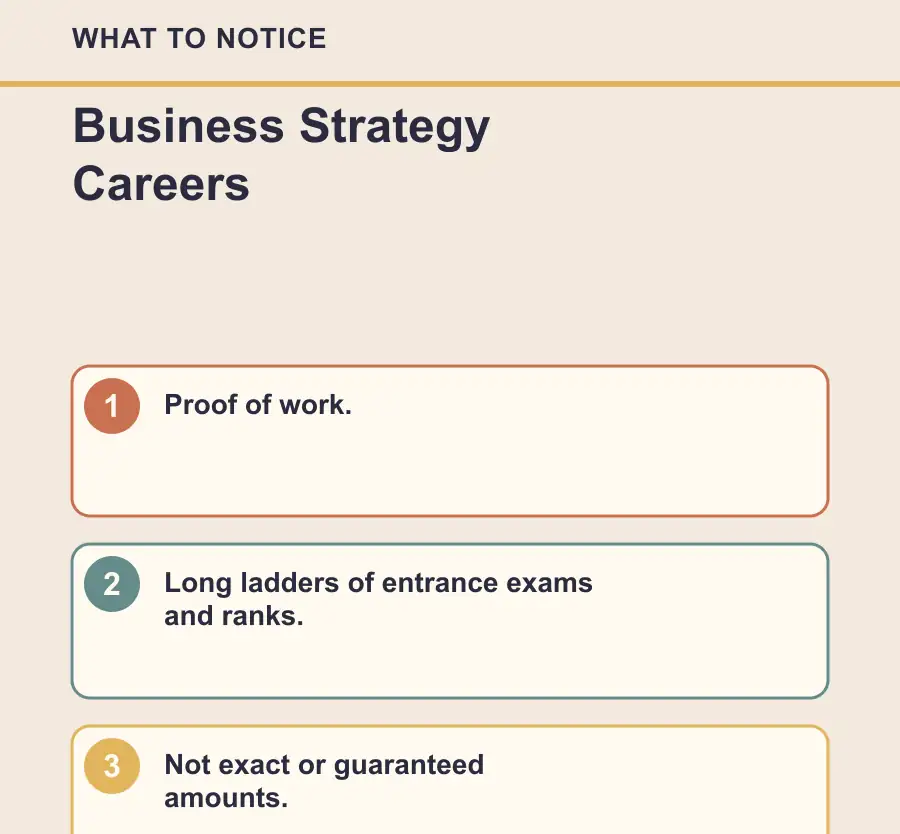 WHAT TO NOTICE
Business Strategy
Careers
1
Proof of work.
2
Long ladders of entrance exams
and ranks.
3
Not exact or guaranteed
amounts.